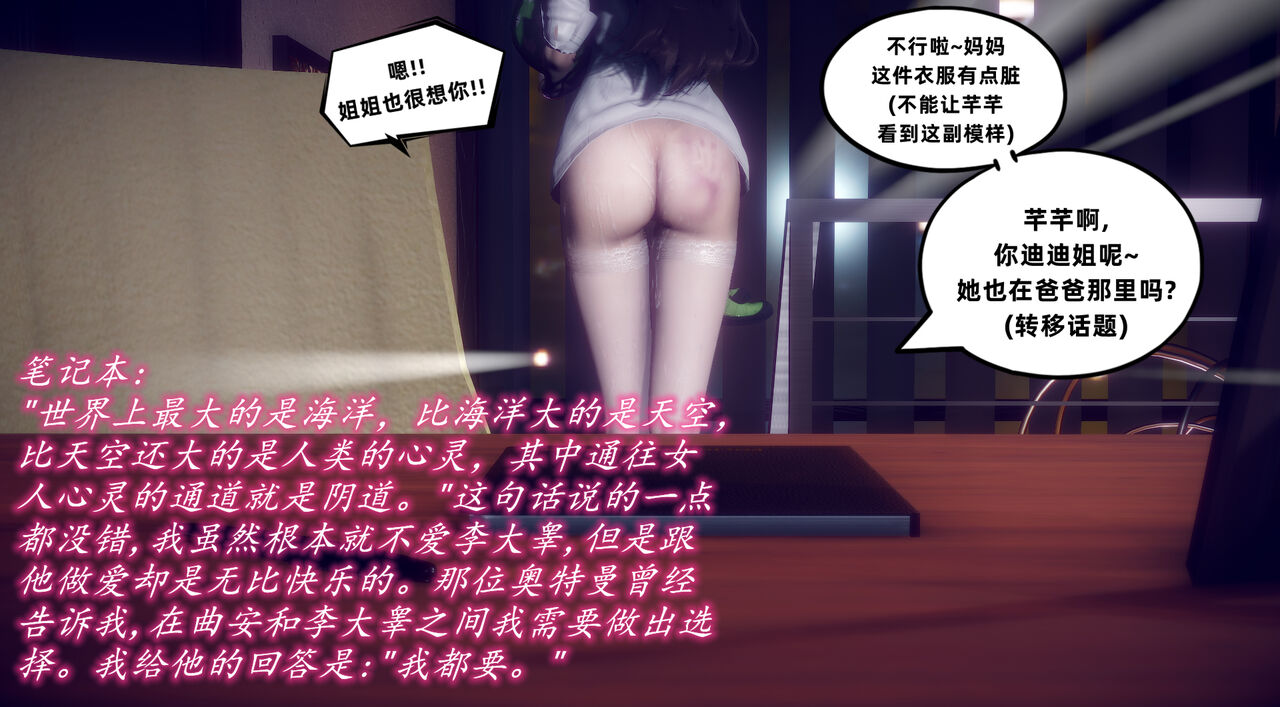 嗯!!
姐姐也很想你!!
不行啦~妈妈
这件衣服有点脏
(不能让芊芊
看到这副模样)
芊芊啊,
你迪迪姐呢~
她也在爸爸那里吗?
(转移话题)
笔记本:
"世界上最大的是海洋，比海洋大的是天空，
比天空还大的是人类的心灵，其中通往女
人心灵的通道就是阴道。"这句话说的一点
都没错,我虽然根本就不爱李大睾,但是跟
他做爱却是无比快乐的。那位奥特曼曾经
告诉我,在曲安和李大睾之间我需要做出选
择。我给他的回答是:"我都要。"